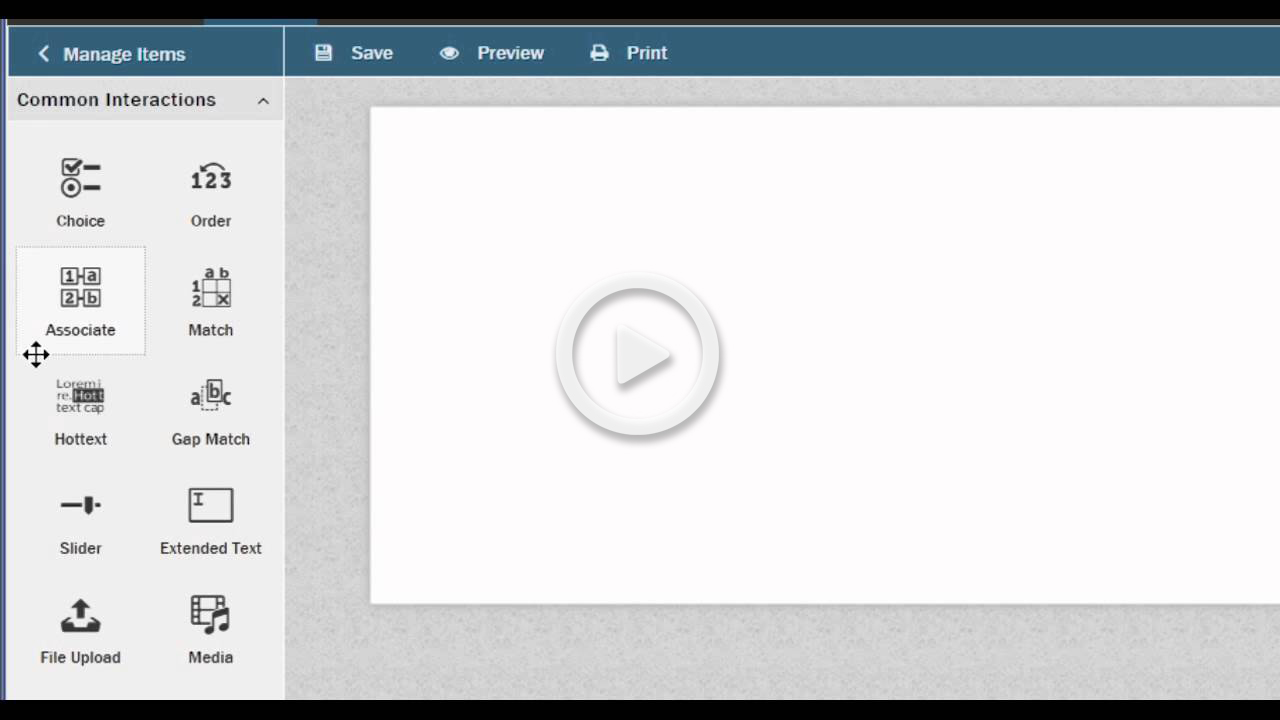 Manage Items
Save
Preview
Print
Common Interactions
Choice
123
Order
1 a
2 b
Associate
a b
1
2 x
Match
Lorem i
re. Hott
text cap
Hottext
a b c
Gap Match
Slider
I
Extended Text
File Upload
Media